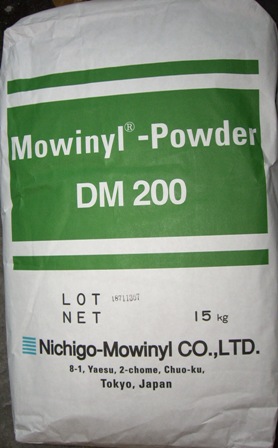 Mowinyl®-Powder
DM 200
LOT
NET 15 kg
Nichigo-Mowinyl CO.,LTD.
8-1, Yaesu, 2-chome, Chuo-ku,
Tokyo, Japan